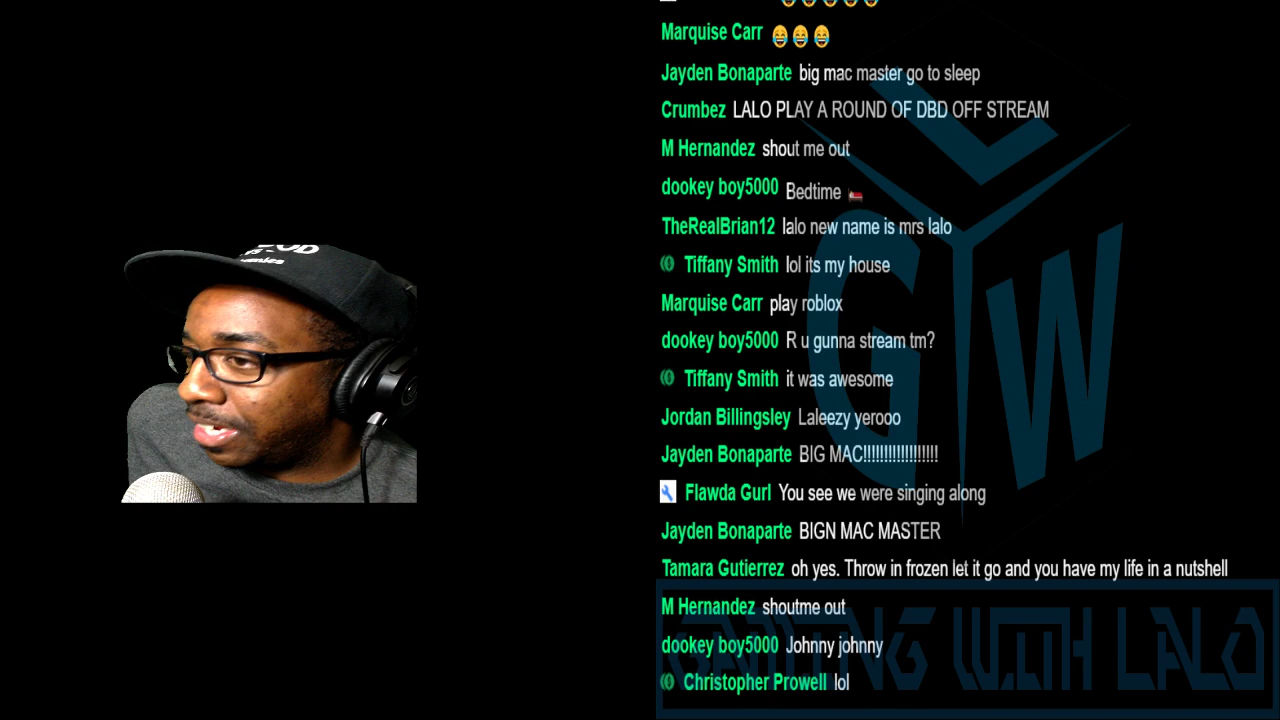 Marquise Carr 😂😂😂
Jayden Bonaparte big mac master go to sleep
Crumbez LALO PLAY A ROUND OF DBD OFF STREAM
M Hernandez shout me out
dookey boy5000 Bedtime 🛏️
TheRealBrian12 lalo new name is mrs lalo
Tiffany Smith lol its my house
Marquise Carr play roblox
dookey boy5000 R u gunna stream tm?
Tiffany Smith it was awesome
Jordan Billingsley Laleezy yerooo
Jayden Bonaparte BIG MAC!!!!!!!!!!!!!!!!!!
Flawda Gurl You see we were singing along
Jayden Bonaparte BIGN MAC MASTER
Tamara Gutierrez oh yes. Throw in frozen let it go and you have my life in a nutshell
M Hernandez shoutme out
dookey boy5000 Johnny johnny
Christopher Prowell lol
L
G W
GAMING WITH LALO